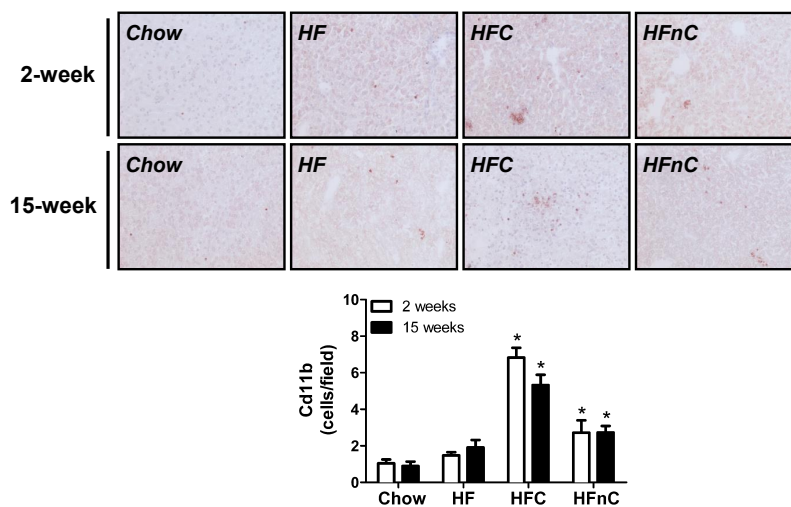 Chow HF HFC HFnC
2-week
Chow HF HFC HFnC
15-week
10
8
6
4
2
0
Cd11b
(cells/field)
2 weeks
15 weeks
* * * *
Chow HF HFC HFnC